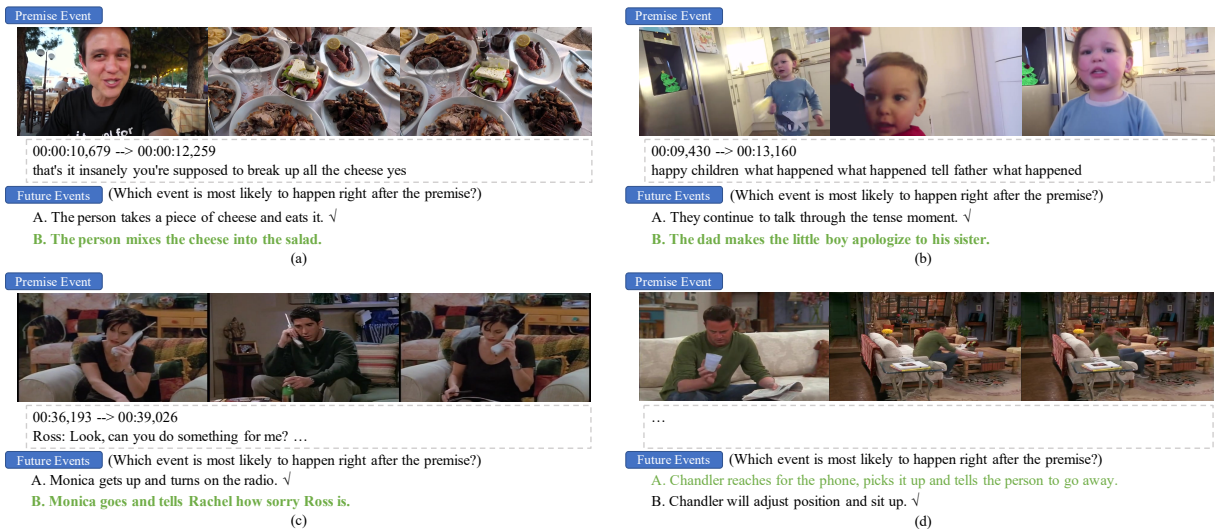 Premise Event
00:00:10,679 --> 00:00:12,259
that's it insanely you're supposed to break up all the cheese yes
Future Events (Which event is most likely to happen right after the premise?)
A. The person takes a piece of cheese and eats it. √
B. The person mixes the cheese into the salad.
(a)
Premise Event
00:09,430 --> 00:13,160
happy children what happened what happened tell father what happened
Future Events (Which event is most likely to happen right after the premise?)
A. They continue to talk through the tense moment. √
B. The dad makes the little boy apologize to his sister.
(b)
Premise Event
00:36,193 --> 00:39,026
Ross: Look, can you do something for me? …
Future Events (Which event is most likely to happen right after the premise?)
A. Monica gets up and turns on the radio. √
B. Monica goes and tells Rachel how sorry Ross is.
(c)
Premise Event
…
Future Events (Which event is most likely to happen right after the premise?)
A. Chandler reaches for the phone, picks it up and tells the person to go away.
B. Chandler will adjust position and sit up. √
(d)